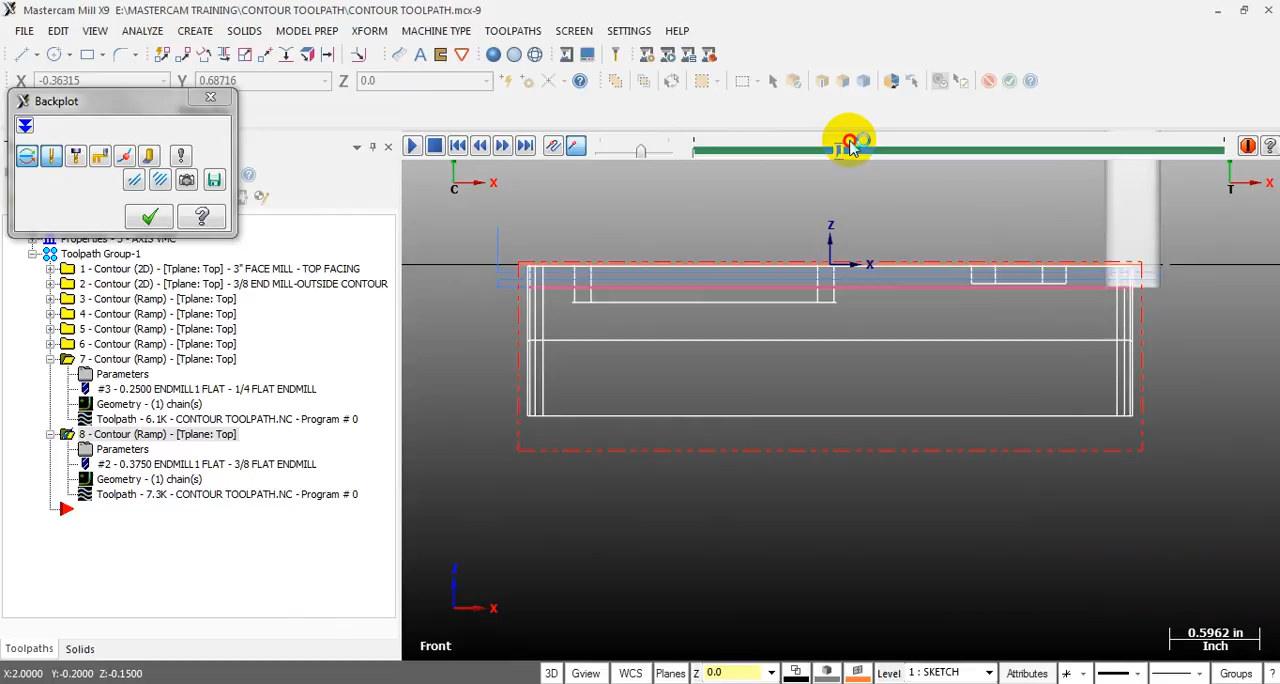 Mastercam Mill X9 E:\MASTERCAM TRAINING\CONTOUR TOOLPATH\CONTOUR TOOLPATH.mcx-9
FILE EDIT VIEW ANALYZE CREATE SOLIDS MODEL PREP XFORM MACHINE TYPE TOOLPATHS SCREEN SETTINGS HELP
X -0.36315 Y 0.68716 Z 0.0
Backplot
C X T X
Properties - 3 - AXIS VMC
Toolpath Group-1
1 - Contour (2D) - [Tplane: Top] - 3" FACE MILL - TOP FACING
2 - Contour (2D) - [Tplane: Top] - 3/8 END MILL-OUTSIDE CONTOUR
3 - Contour (Ramp) - [Tplane: Top]
4 - Contour (Ramp) - [Tplane: Top]
5 - Contour (Ramp) - [Tplane: Top]
6 - Contour (Ramp) - [Tplane: Top]
7 - Contour (Ramp) - [Tplane: Top]
Parameters
#3 - 0.2500 ENDMILL1 FLAT - 1/4 FLAT ENDMILL
Geometry - (1) chain(s)
Toolpath - 6.1K - CONTOUR TOOLPATH.NC - Program # 0
8 - Contour (Ramp) - [Tplane: Top]
Parameters
#2 - 0.3750 ENDMILL1 FLAT - 3/8 FLAT ENDMILL
Geometry - (1) chain(s)
Toolpath - 7.3K - CONTOUR TOOLPATH.NC - Program # 0
Z
X
Z
X
Front
0.5962 in
Inch
Toolpaths Solids
X:2.0000 Y:-0.2000 Z:-0.1500 3D Gview WCS Planes Z 0.0 Level 1 : SKETCH Attributes Groups ?